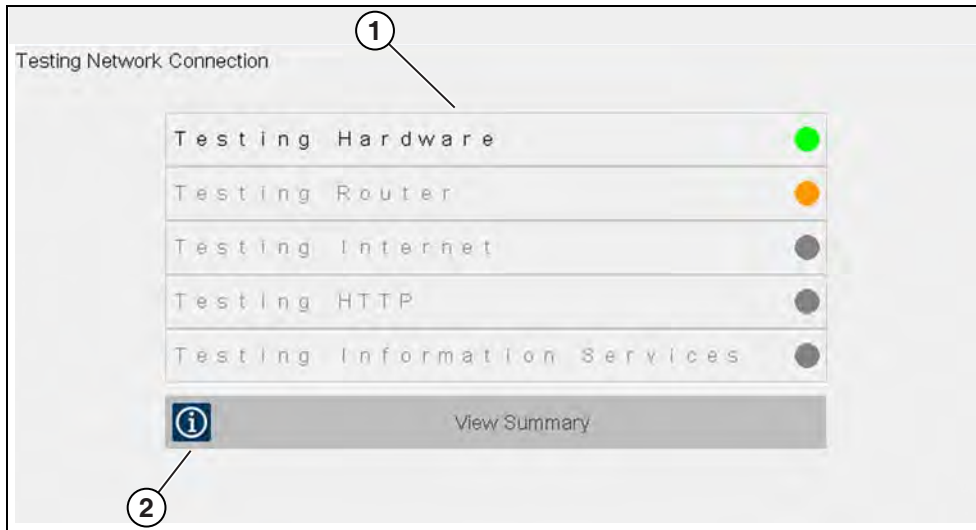 1
Testing Network Connection
Testing Hardware
Testing Router
Testing Internet
Testing HTTP
Testing Information Services
View Summary
2